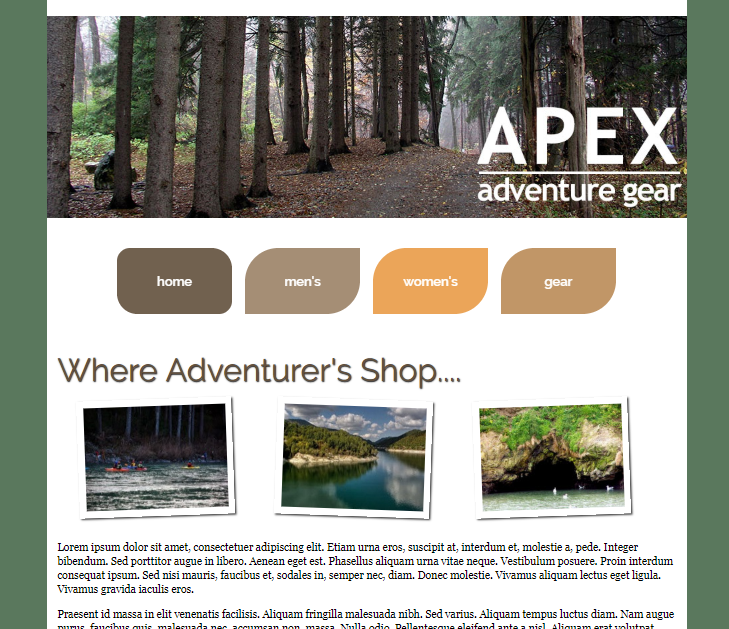 APEX
adventure gear
home
men's
women's
gear
Where Adventurer's Shop....
Lorem ipsum dolor sit amet, consectetuer adipiscing elit. Etiam urna eros, suscipit at, interdum et, molestie a, pede. Integer
bibendum. Sed porttitor augue in libero. Aenean eget est. Phasellus aliquam urna vitae neque. Vestibulum posuere. Proin interdum
consequat ipsum. Sed nisi mauris, faucibus et, sodales in, semper nec, diam. Donec molestie. Vivamus aliquam lectus eget ligula.
Vivamus gravida iaculis eros.
Praesent id massa in elit venenatis facilisis. Aliquam fringilla malesuada nibh. Sed varius. Aliquam tempus luctus diam. Nam augue
purus, faucibus quis, malesuada nec, accumsan non, massa. Nulla odio. Pellentesque eleifend ante a nisl. Aliquam erat volutpat.